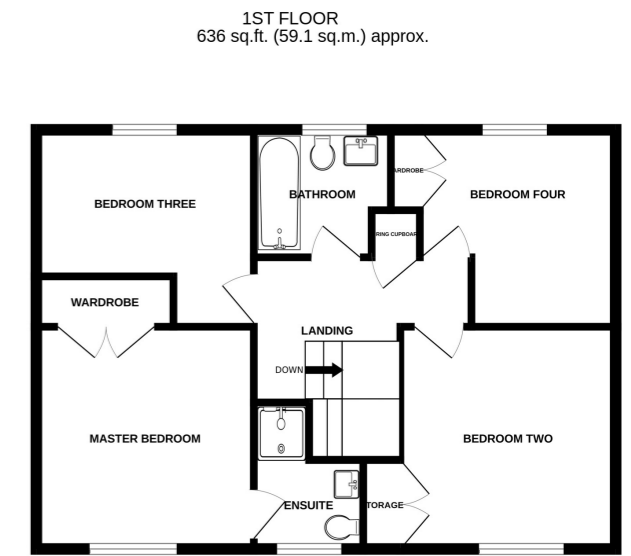 1ST FLOOR
636 sq.ft. (59.1 sq.m.) approx.
BEDROOM THREE
BATHROOM
ARDROBE
BEDROOM FOUR
RING CUPBOAR
WARDROBE
LANDING
DOWN
MASTER BEDROOM
BEDROOM TWO
ENSUITE
TORAGE